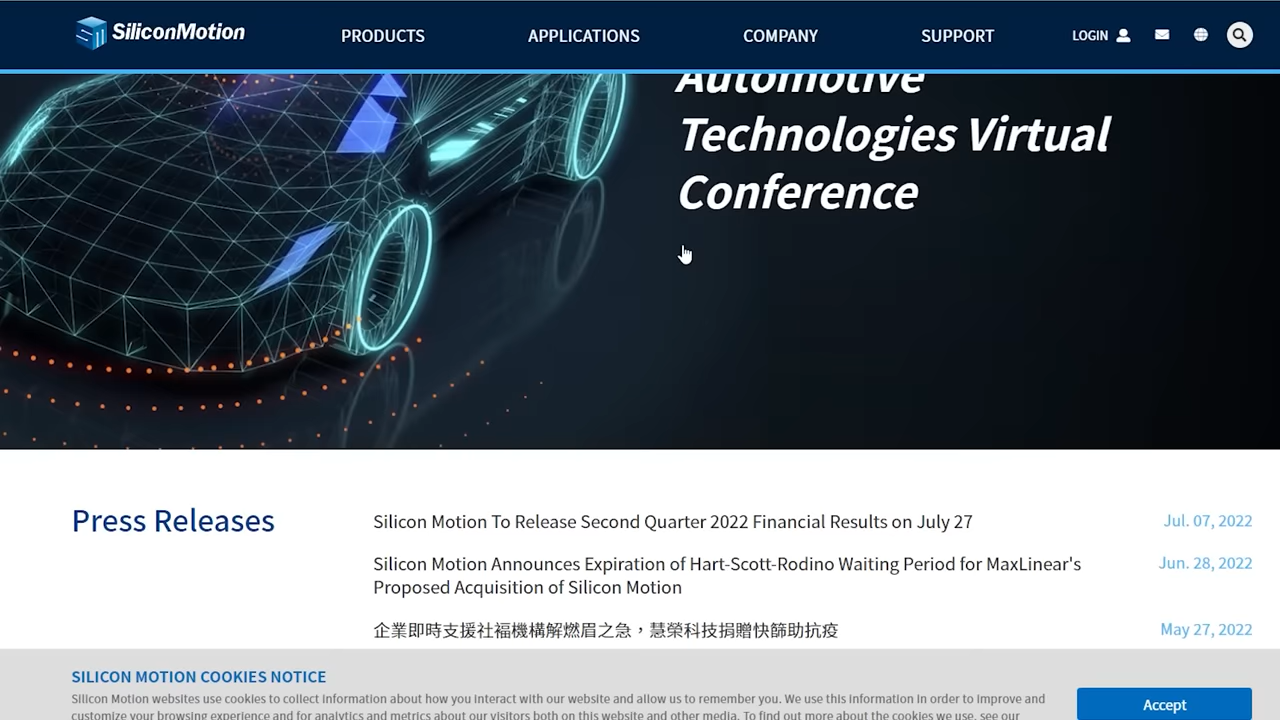 SiliconMotion
PRODUCTS
APPLICATIONS
COMPANY
SUPPORT
LOGIN
Automotive
Technologies Virtual
Conference
Press Releases
Silicon Motion To Release Second Quarter 2022 Financial Results on July 27
Jul. 07, 2022
Silicon Motion Announces Expiration of Hart-Scott-Rodino Waiting Period for MaxLinear's
Proposed Acquisition of Silicon Motion
Jun. 28, 2022
企業即時支援社福機構解燃眉之急，慧榮科技捐贈快篩助抗疫
May 27, 2022
SILICON MOTION COOKIES NOTICE
Silicon Motion websites use cookies to collect information about how you interact with our website and allow us to remember you. We use this information in order to improve and
customize your browsing experience and for analytics and metrics about our visitors both on this website and other media. To find out more about the cookies we use, see our
Accept